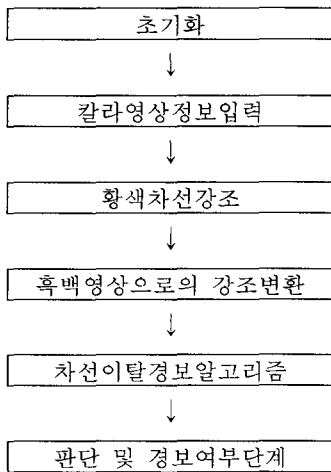 초기화
칼라영상정보입력
황색차선강조
흑백영상으로의 강조변환
차선이탈경보알고리즘
판단 및 경보여부단계